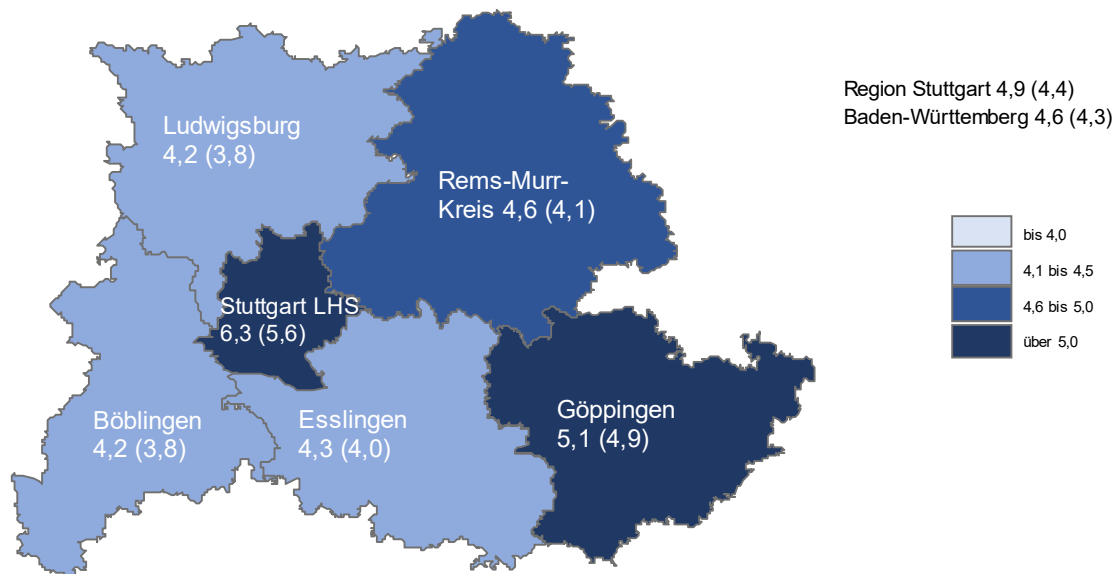 Region Stuttgart 4,9 (4,4)
Baden-Württemberg 4,6 (4,3)
Ludwigsburg
4,2 (3,8)
Rems-Murr-
Kreis 4,6 (4,1)
Stuttgart LHS
6,3 (5,6)
Böblingen
4,2 (3,8)
Esslingen
4,3 (4,0)
Göppingen
5,1 (4,9)
bis 4,0
4,1 bis 4,5
4,6 bis 5,0
über 5,0